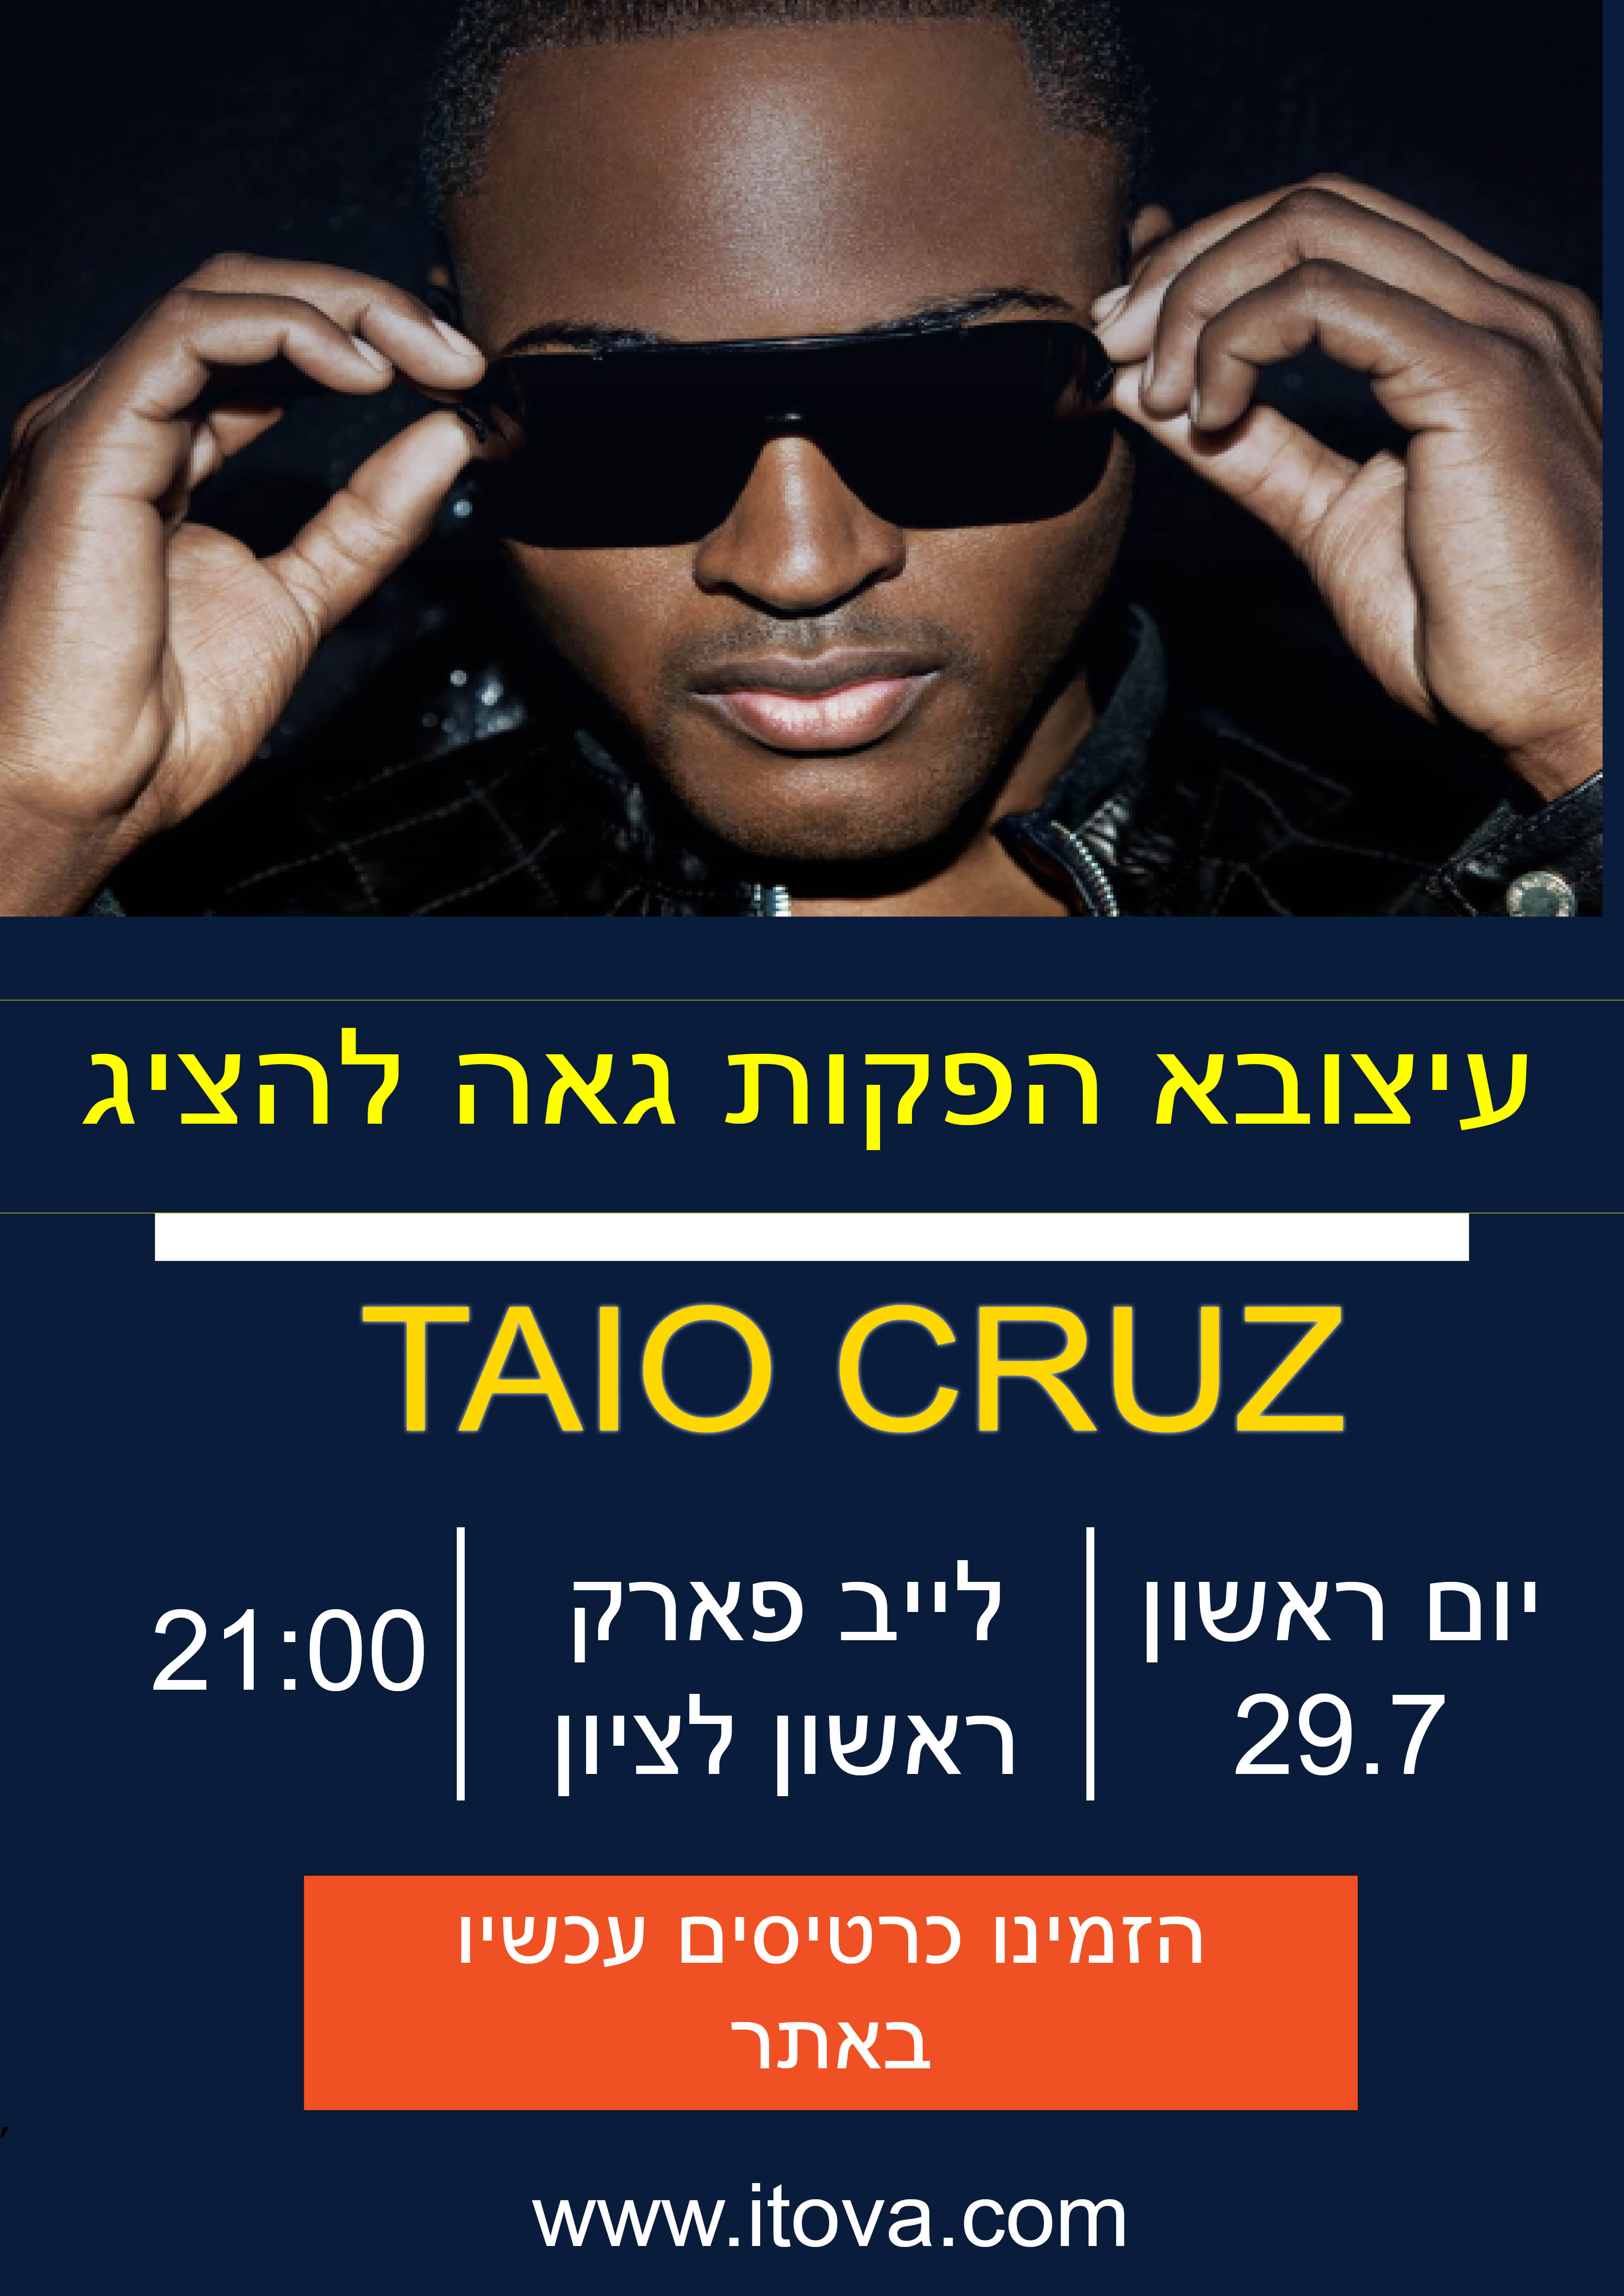 עיצובא הפקות גאה להציג
TAIO CRUZ
יום ראשון
29.7
לייב פארק
ראשון לציון
21:00
הזמינו כרטיסים עכשיו
באתר
www.itova.com